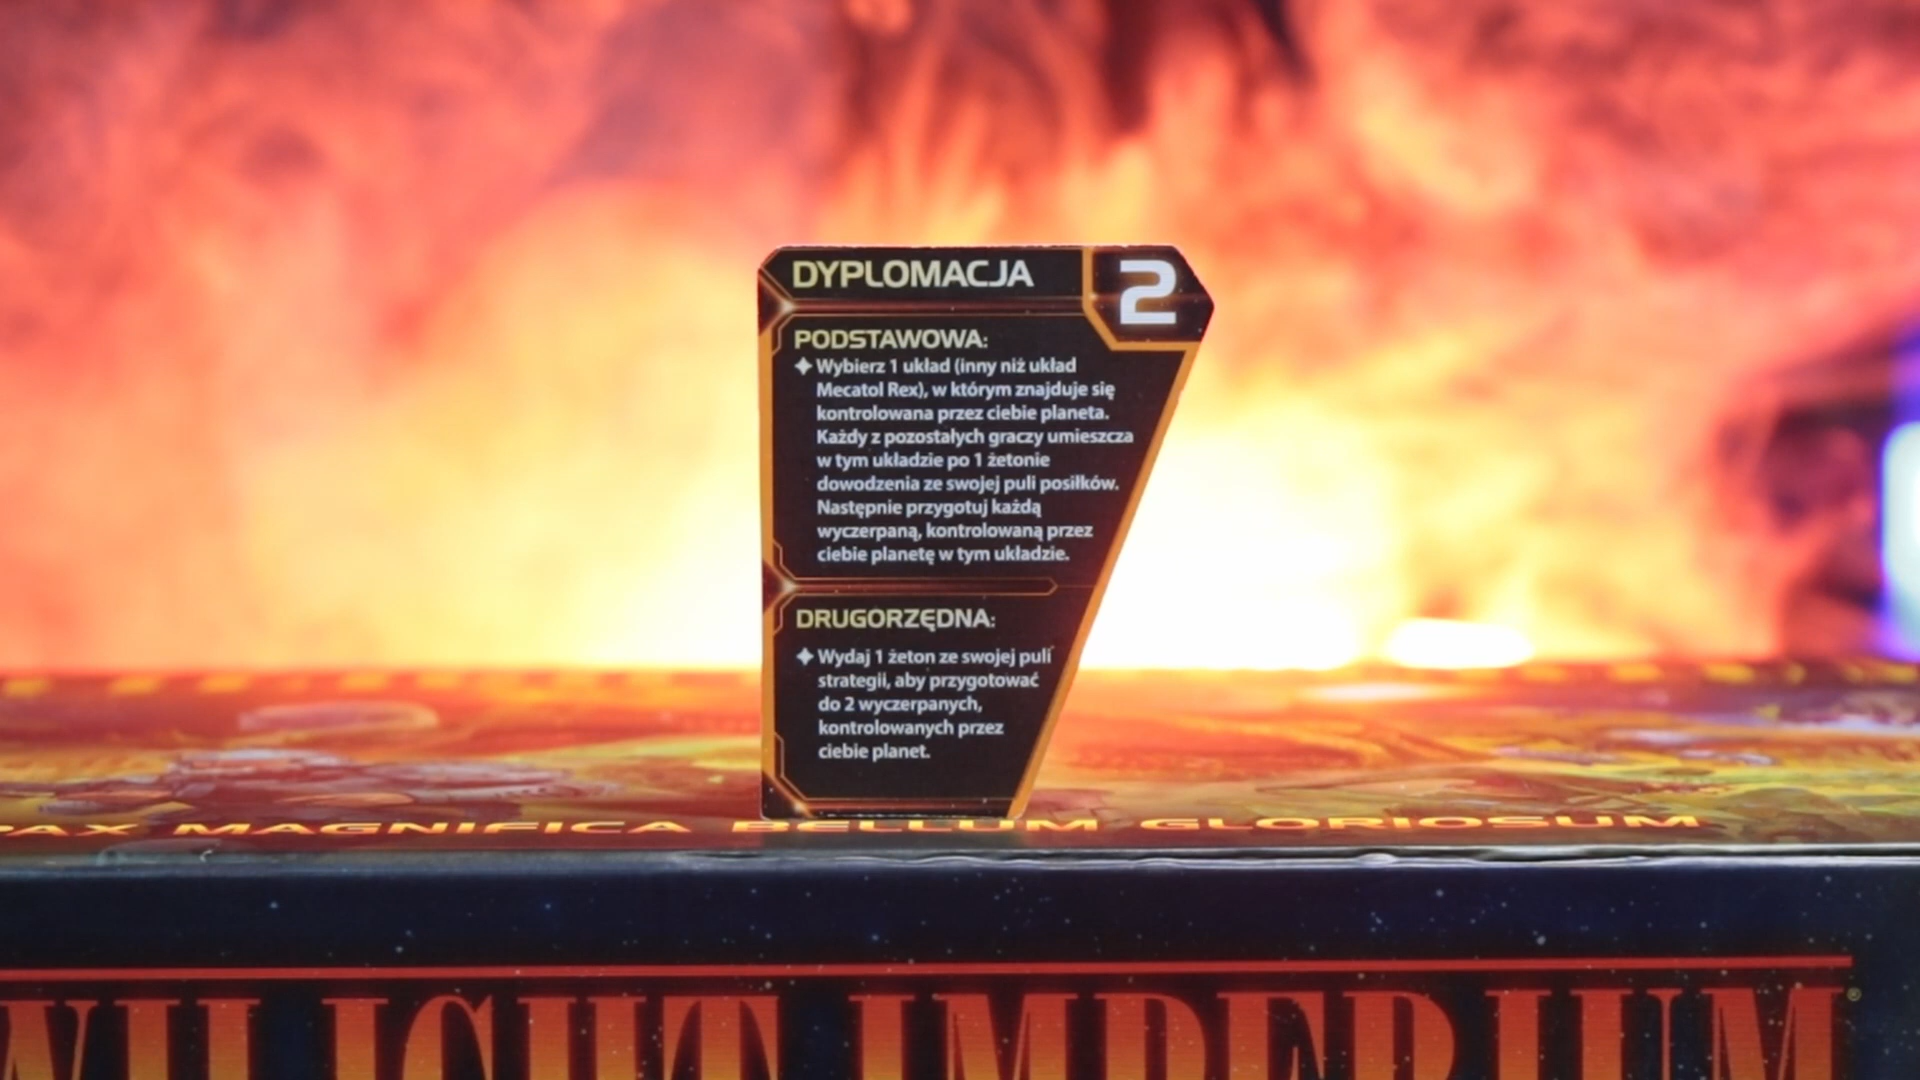 DYPLOMACJA 2
PODSTAWOWA:
Wybierz 1 układ (inny niż układ
Mecatol Rex), w którym znajduje się
kontrolowana przez ciebie planeta.
Każdy z pozostałych graczy umieszcza
w tym układzie po 1 żetonie
dowodzenia ze swojej puli posiłków.
Następnie przygotuj każdą
wyczerpaną, kontrolowaną przez
ciebie planetę w tym układzie.
DRUGORZĘDNA:
Wydaj 1 żeton ze swojej puli
strategii, aby przygotować
do 2 wyczerpanych,
kontrolowanych przez
ciebie planet.
PAX MAGNIFICA BELLUM GLORIOSUM
WILIGHT IMPERIUM®